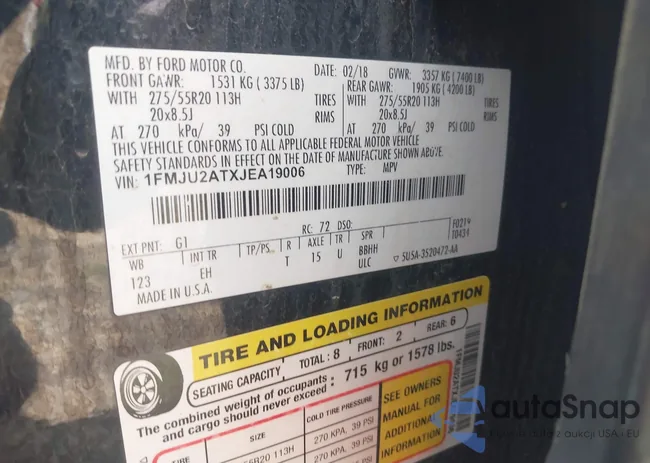 MFD. BY FORD MOTOR CO.
DATE: 02/18 GVWR: 3357 KG (7400 LB)
FRONT GAWR: 1531 KG (3375 LB) REAR GAWR: 1905 KG (4200 LB)
WITH 275/55R20 113H TIRES WITH 275/55R20 113H TIRES
20x8.5J RIMS 20x8.5J RIMS
AT 270 kPa/ 39 PSI COLD AT 270 kPa/ 39 PSI COLD
THIS VEHICLE CONFORMS TO ALL APPLICABLE FEDERAL MOTOR VEHICLE
SAFETY STANDARDS IN EFFECT ON THE DATE OF MANUFACTURE SHOWN ABOVE.
VIN: 1FMJU2ATXJEA19006 TYPE: MPV
EXT PNT: G1 RC: 72 DSO: F0214
WB INT TR TP/PS R AXLE TR SPR T0434
123 EH T 15 U BBHH
ULC
MADE IN U.S.A. 5USA-3520472-AA
TIRE AND LOADING INFORMATION
SEATING CAPACITY TOTAL: 8 FRONT: 2 REAR: 6
The combined weight of occupants
and cargo should never exceed : 715 kg or 1578 lbs.
SIZE COLD TIRE PRESSURE
55R20 113H 270 KPA, 39 PSI
270 KPA, 39 PSI
SEE OWNERS
MANUAL FOR
ADDITIONAL
INFORMATION
autaSnap